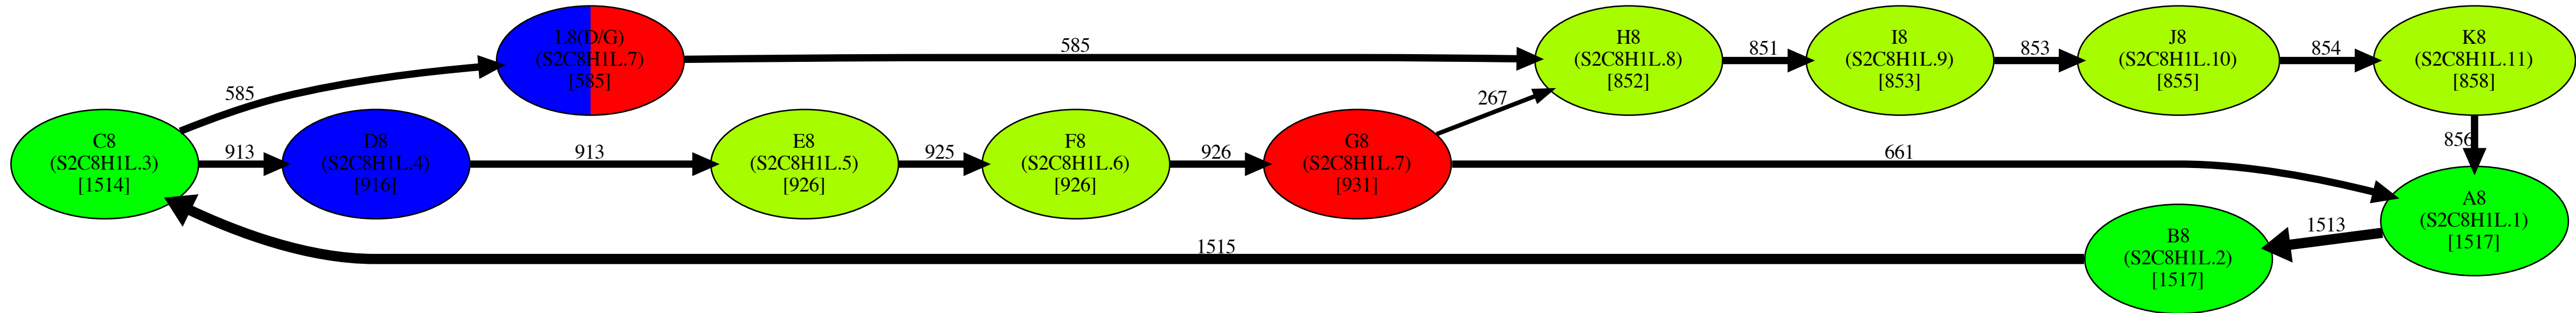 L8(D/G)
(S2C8H1L.7)
[585]
585
H8
(S2C8H1L.8)
[852]
851
I8
(S2C8H1L.9)
[853]
853
J8
(S2C8H1L.10)
[855]
854
K8
(S2C8H1L.11)
[858]
585
267
856
C8
(S2C8H1L.3)
[1514]
913
D8
(S2C8H1L.4)
[916]
913
E8
(S2C8H1L.5)
[926]
925
F8
(S2C8H1L.6)
[926]
926
G8
(S2C8H1L.7)
[931]
661
A8
(S2C8H1L.1)
[1517]
1513
B8
(S2C8H1L.2)
[1517]
1515